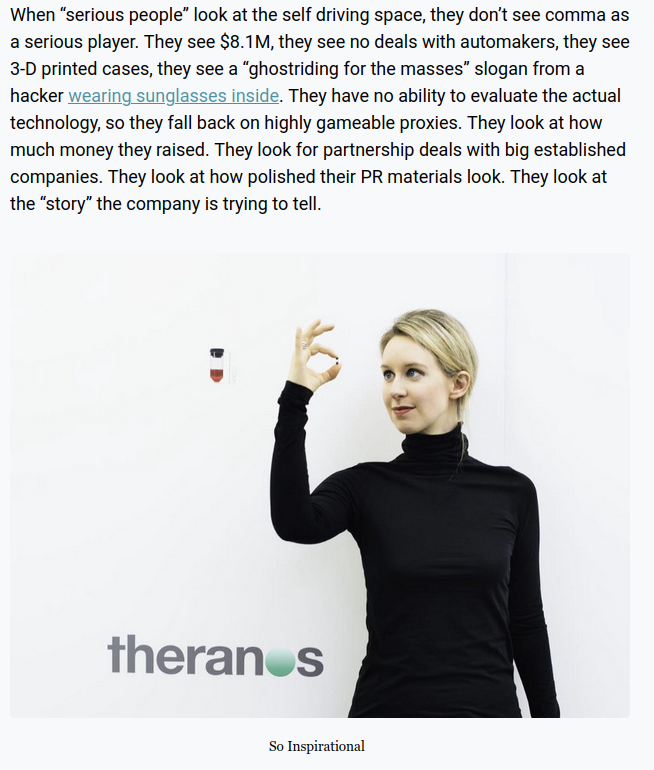 When “serious people” look at the self driving space, they don’t see comma as
a serious player. They see $8.1M, they see no deals with automakers, they see
3-D printed cases, they see a “ghostriding for the masses” slogan from a
hacker wearing sunglasses inside. They have no ability to evaluate the actual
technology, so they fall back on highly gameable proxies. They look at how
much money they raised. They look for partnership deals with big established
companies. They look at how polished their PR materials look. They look at
the “story” the company is trying to tell.
theranos
So Inspirational